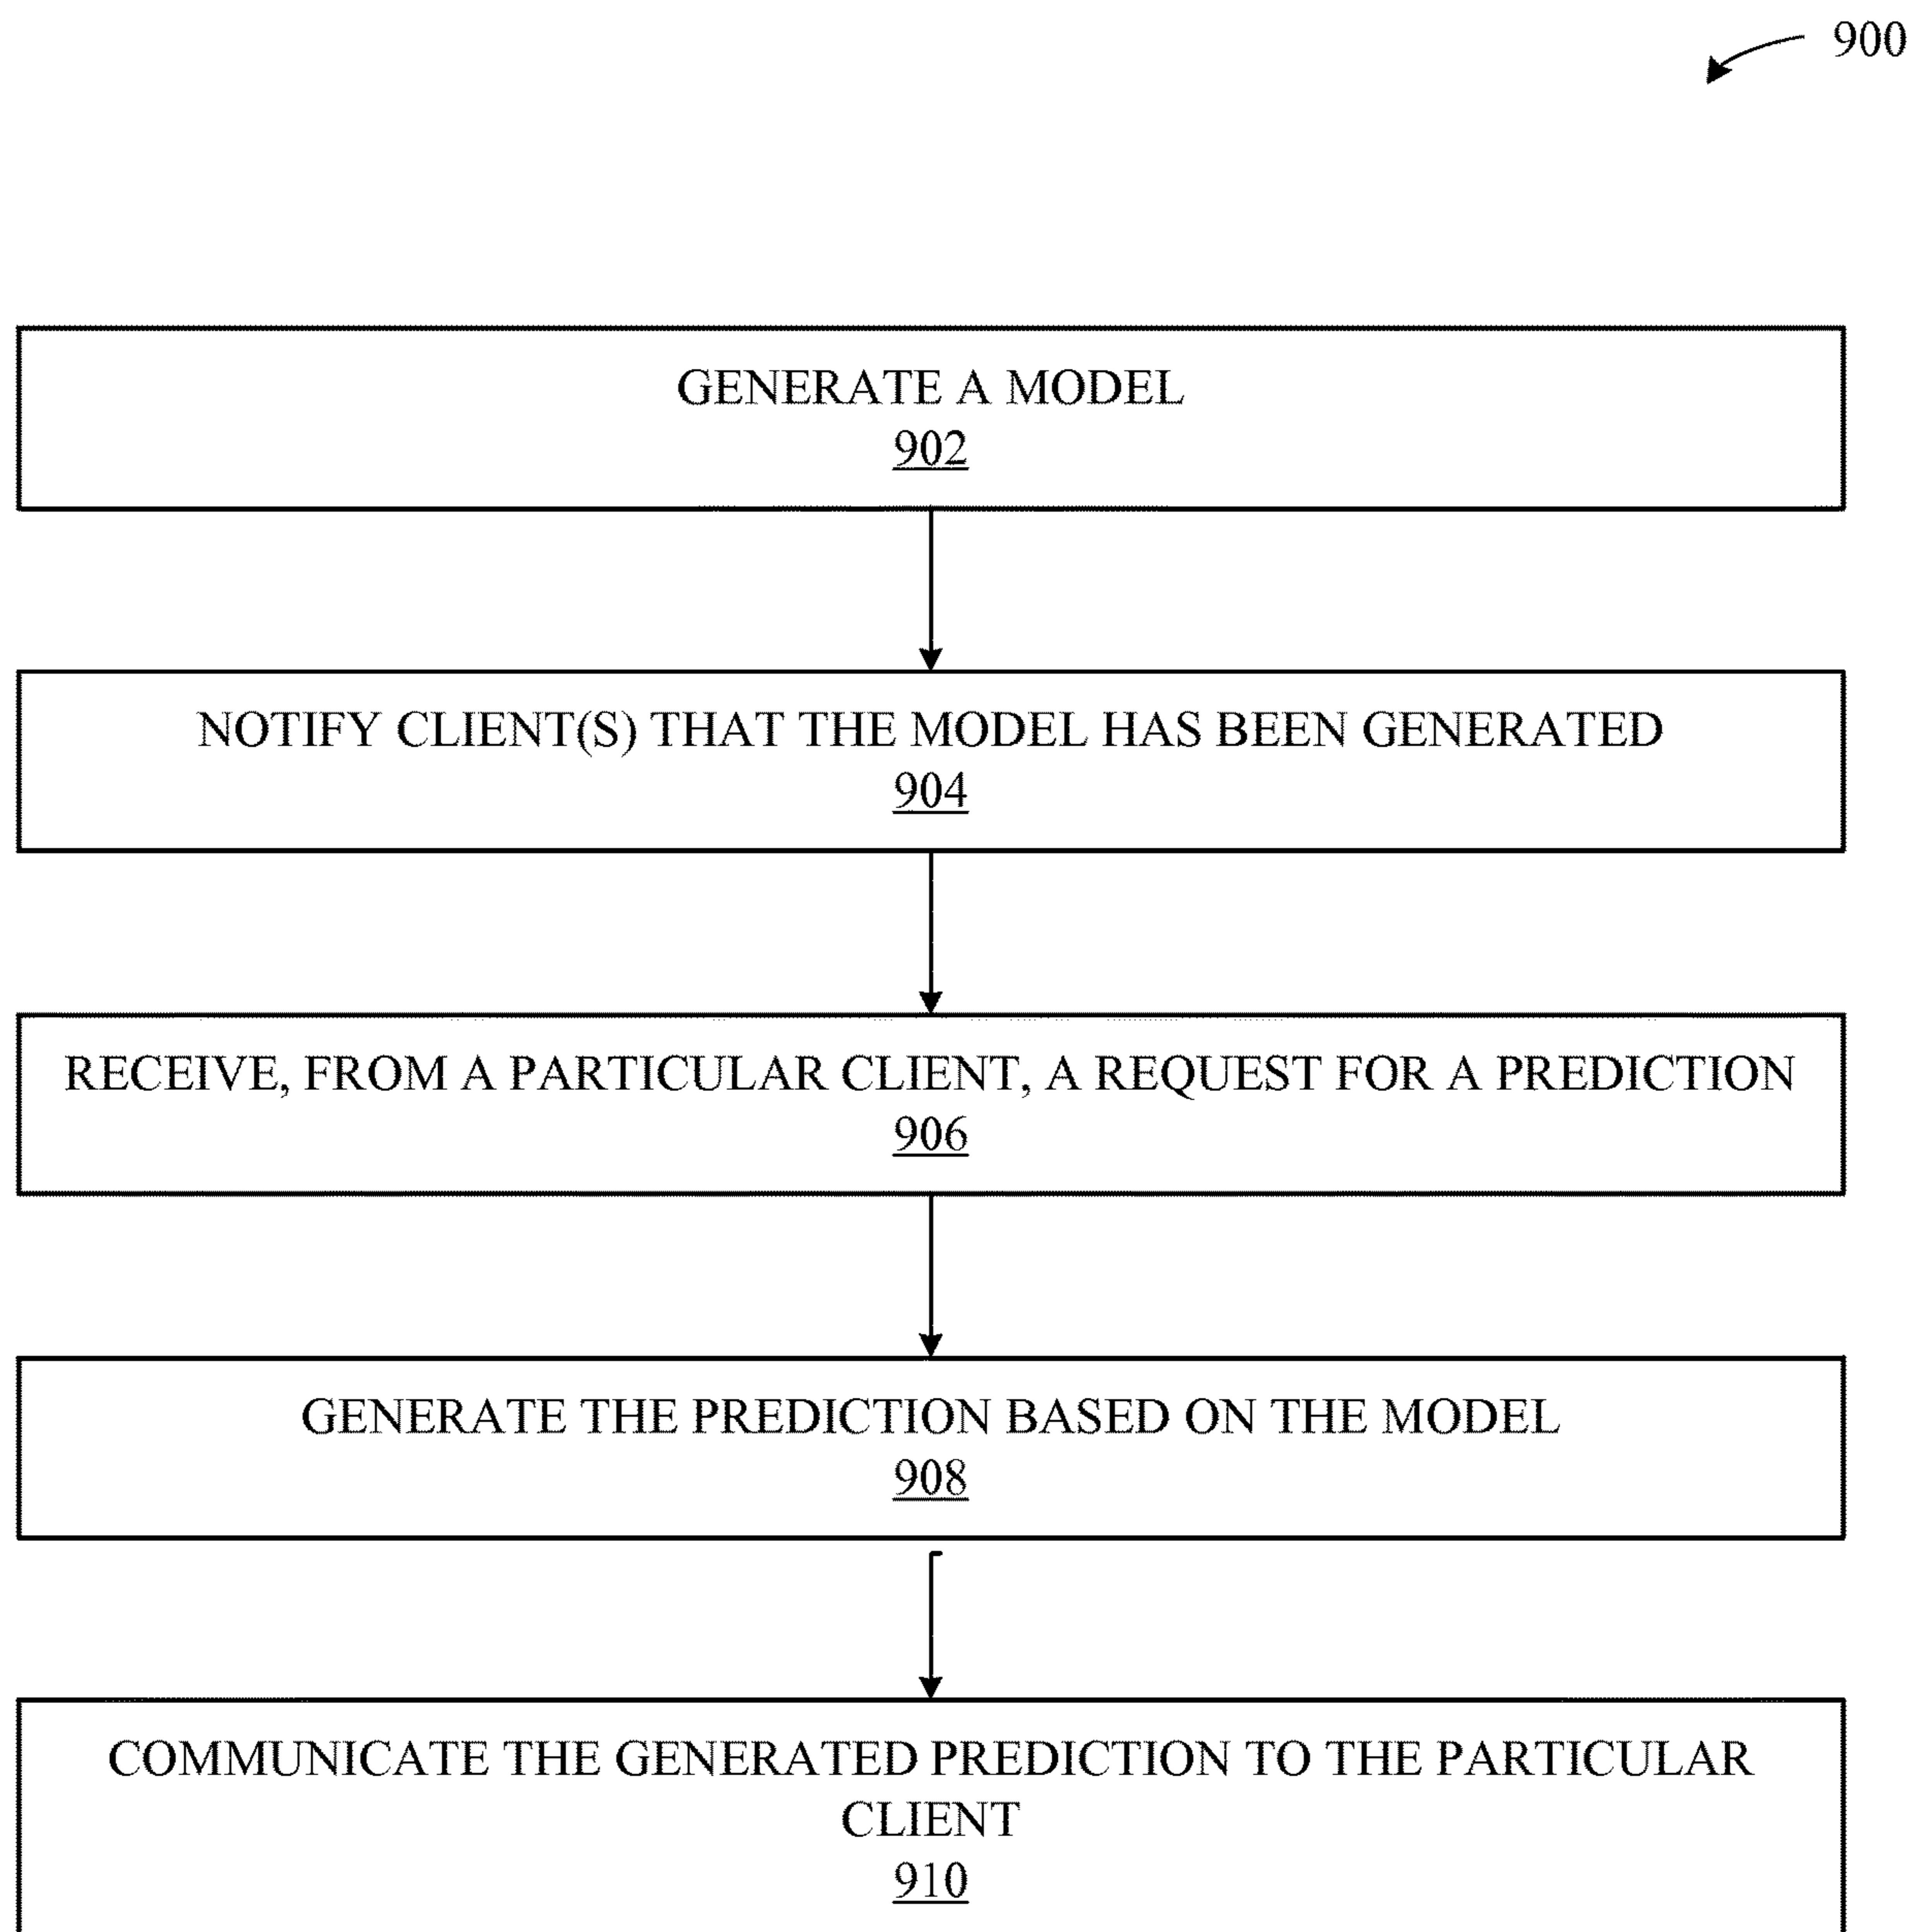 900
GENERATE A MODEL
902
NOTIFY CLIENT(S) THAT THE MODEL HAS BEEN GENERATED
904
RECEIVE, FROM A PARTICULAR CLIENT, A REQUEST FOR A PREDICTION
906
GENERATE THE PREDICTION BASED ON THE MODEL
908
COMMUNICATE THE GENERATED PREDICTION TO THE PARTICULAR
CLIENT
910